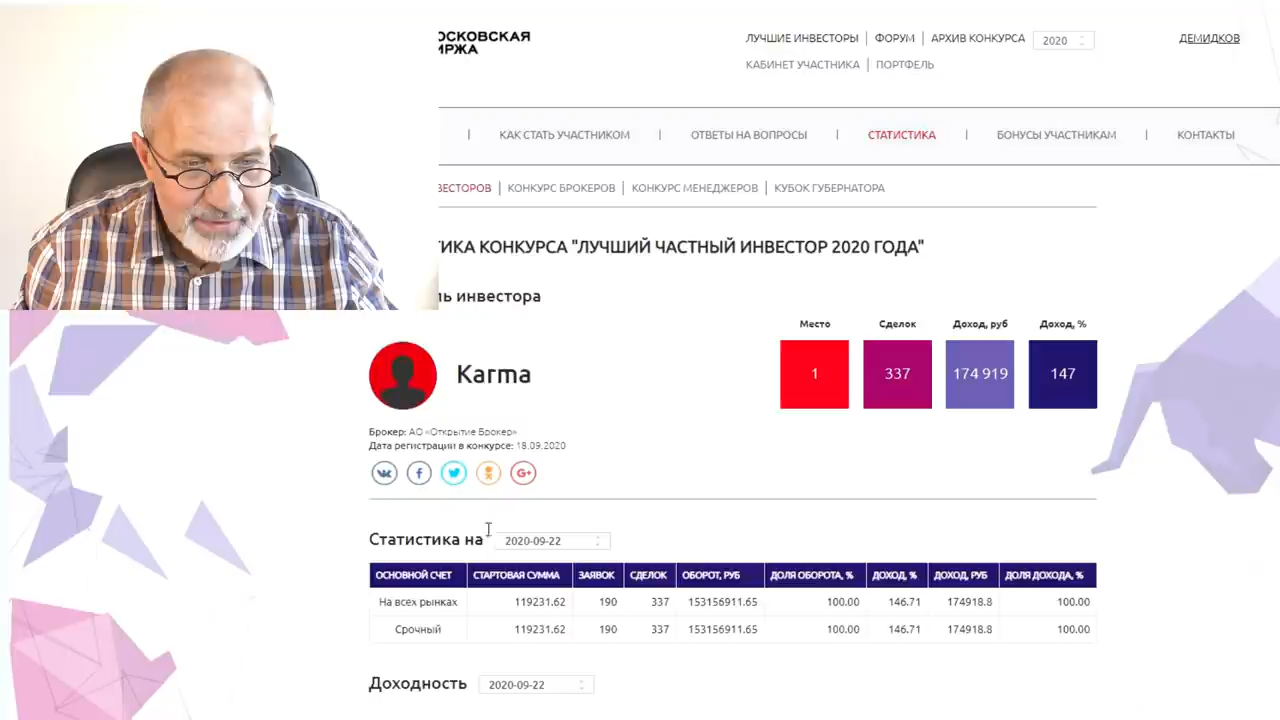 ОСКОВСКАЯ
ИРЖА
ЛУЧШИЕ ИНВЕСТОРЫ | ФОРУМ | АРХИВ КОНКУРСА 2020
ДЕМИДКОВ
КАБИНЕТ УЧАСТНИКА | ПОРТФЕЛЬ
| КАК СТАТЬ УЧАСТНИКОМ | ОТВЕТЫ НА ВОПРОСЫ | СТАТИСТИКА | БОНУСЫ УЧАСТНИКАМ | КОНТАКТЫ
ВЕСТОРОВ | КОНКУРС БРОКЕРОВ | КОНКУРС МЕНЕДЖЕРОВ | КУБОК ГУБЕРНАТОРА
ТИКА КОНКУРСА "ЛУЧШИЙ ЧАСТНЫЙ ИНВЕСТОР 2020 ГОДА"
ль инвестора
Место Сделок Доход, руб Доход, %
1 337 174 919 147
Karma
Брокер: АО «Открытие Брокер»
Дата регистрации в конкурсе: 18.09.2020
Статистика на 2020-09-22
ОСНОВНОЙ СЧЕТ СТАРТОВАЯ СУММА ЗАЯВОК СДЕЛОК ОБОРОТ, РУБ ДОЛЯ ОБОРОТА, % ДОХОД, % ДОХОД, РУБ ДОЛЯ ДОХОДА, %
На всех рынках 119231.62 190 337 153156911.65 100.00 146.71 174918.8 100.00
Срочный 119231.62 190 337 153156911.65 100.00 146.71 174918.8 100.00
Доходность 2020-09-22